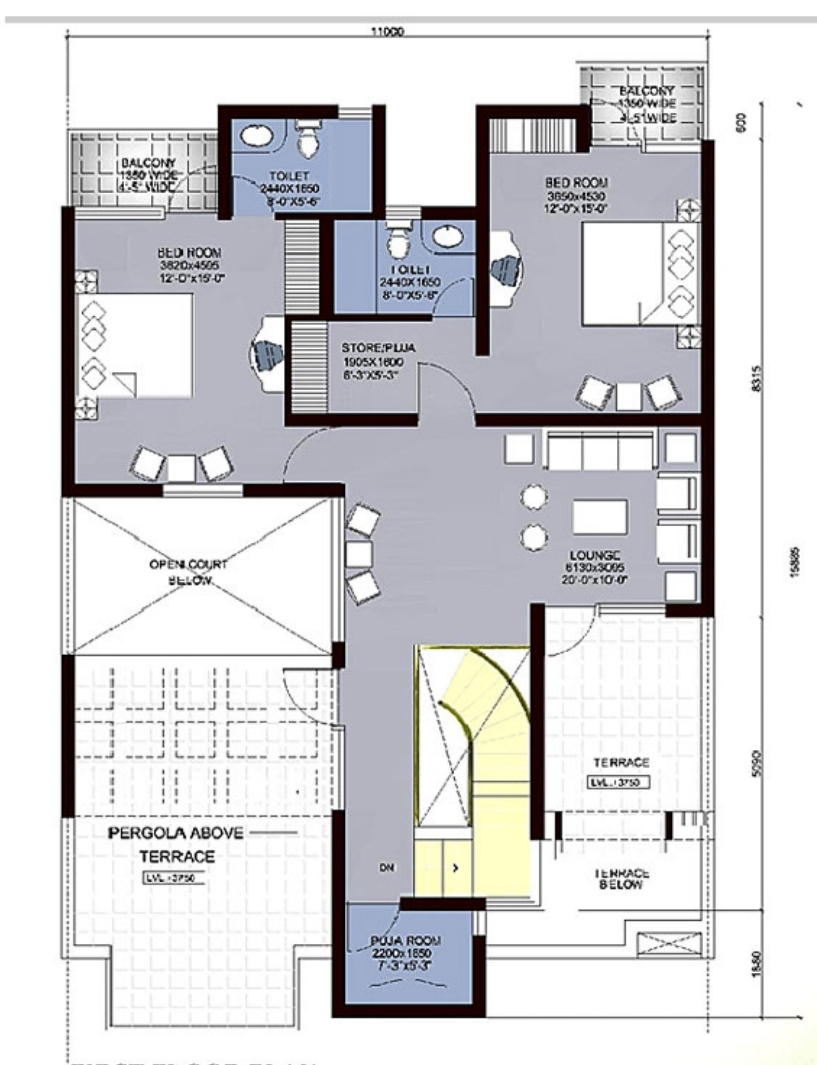 11000
BALCONY
1350 WIDE
4'-5" WIDE
600
BALCONY
1350 WIDE
4'-5" WIDE
TOILET
2440X1650
8'-0"X5'-6"
BED ROOM
3650x4530
12'-0"x15'-0"
BED ROOM
12'-0"x15'-0"
TOILET
2440X1650
8'-0"X5'-6"
STORE/PUJA
1905X1600
6'-3"X5'-3"
8315
LOUNGE
6130x3095
20'-0"x10'-0"
15885
OPEN COURT
BELOW
TERRACE
LVL.+3750
5090
PERGOLA ABOVE
TERRACE
LVL.+3750
DN
TERRACE
BELOW
PUJA ROOM
2200x1650
7'-3"x5'-3"